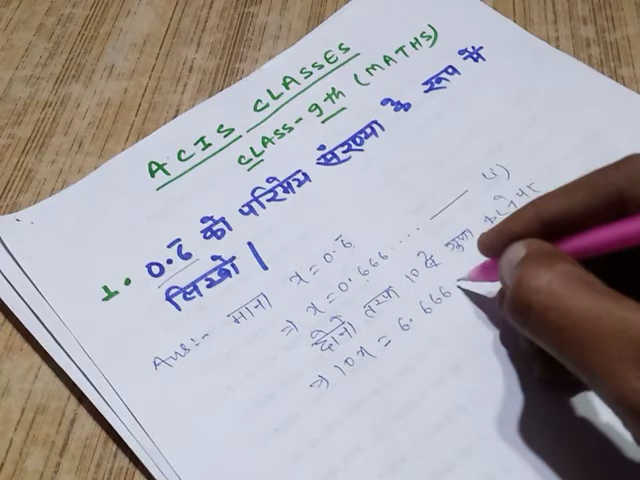 ACIS CLASSES
CLASS-9th (MATHS)
1. 0.6̅ को परिमेय संख्या के रूप में
लिखो |
Ans:- माना x = 0.6̅
⇒ x = 0.666.... —— (i)
दोनों तरफ 10 से गुणा करने पर
⇒ 10x = 6.666